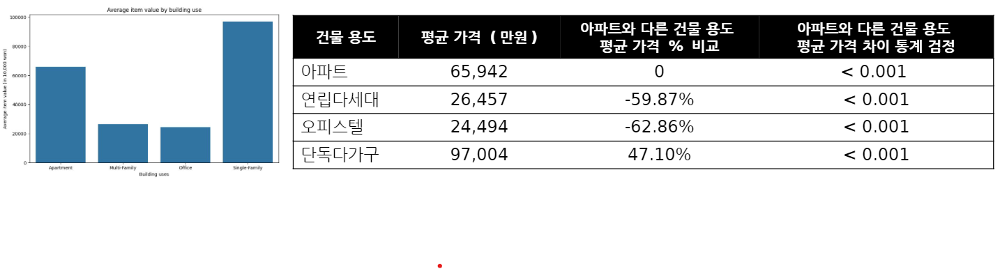 Average item value by building use
Average item value (in 10,000 won)
100000
80000
60000
40000
20000
0
Apartment Multi-Family Office Single-Family
Building uses
건물 용도 평균 가격 ( 만원 ) 아파트와 다른 건물 용도 평균 가격 % 비교 아파트와 다른 건물 용도 평균 가격 차이 통계 검정
아파트 65,942 0 < 0.001
연립다세대 26,457 -59.87% < 0.001
오피스텔 24,494 -62.86% < 0.001
단독다가구 97,004 47.10% < 0.001